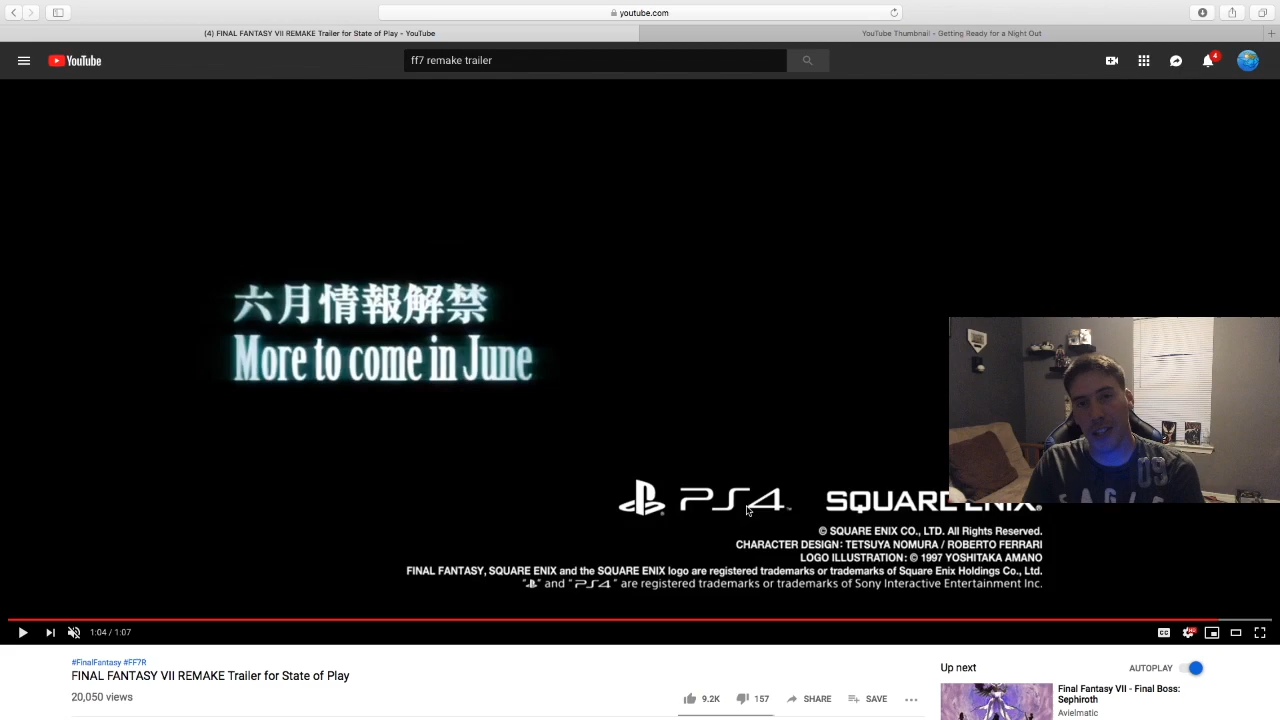 youtube.com
(4) FINAL FANTASY VII REMAKE Trailer for State of Play - YouTube
YouTube Thumbnail - Getting Ready for a Night Out
YouTube
ff7 remake trailer
4
六月情報解禁
More to come in June
09
EAGLE
PS4™ SQUARE ENIX®
© SQUARE ENIX CO., LTD. All Rights Reserved.
CHARACTER DESIGN: TETSUYA NOMURA / ROBERTO FERRARI
LOGO ILLUSTRATION: © 1997 YOSHITAKA AMANO
FINAL FANTASY, SQUARE ENIX and the SQUARE ENIX logo are registered trademarks or trademarks of Square Enix Holdings Co., Ltd.
" " and "PS4" are registered trademarks or trademarks of Sony Interactive Entertainment Inc.
1:04 / 1:07
CC
HD
#FinalFantasy #FF7R
FINAL FANTASY VII REMAKE Trailer for State of Play
20,050 views
9.2K
157
SHARE
SAVE
Up next
AUTOPLAY
Final Fantasy VII - Final Boss:
Sephiroth
Avielmatic